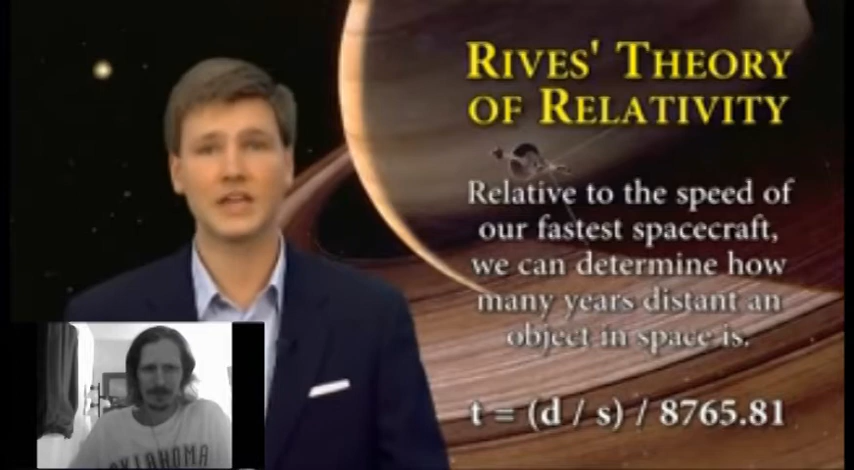 RIVES' THEORY
OF RELATIVITY
Relative to the speed of
our fastest spacecraft,
we can determine how
many years distant an
object in space is.
t = (d / s) / 8765.81
OKLAHOMA